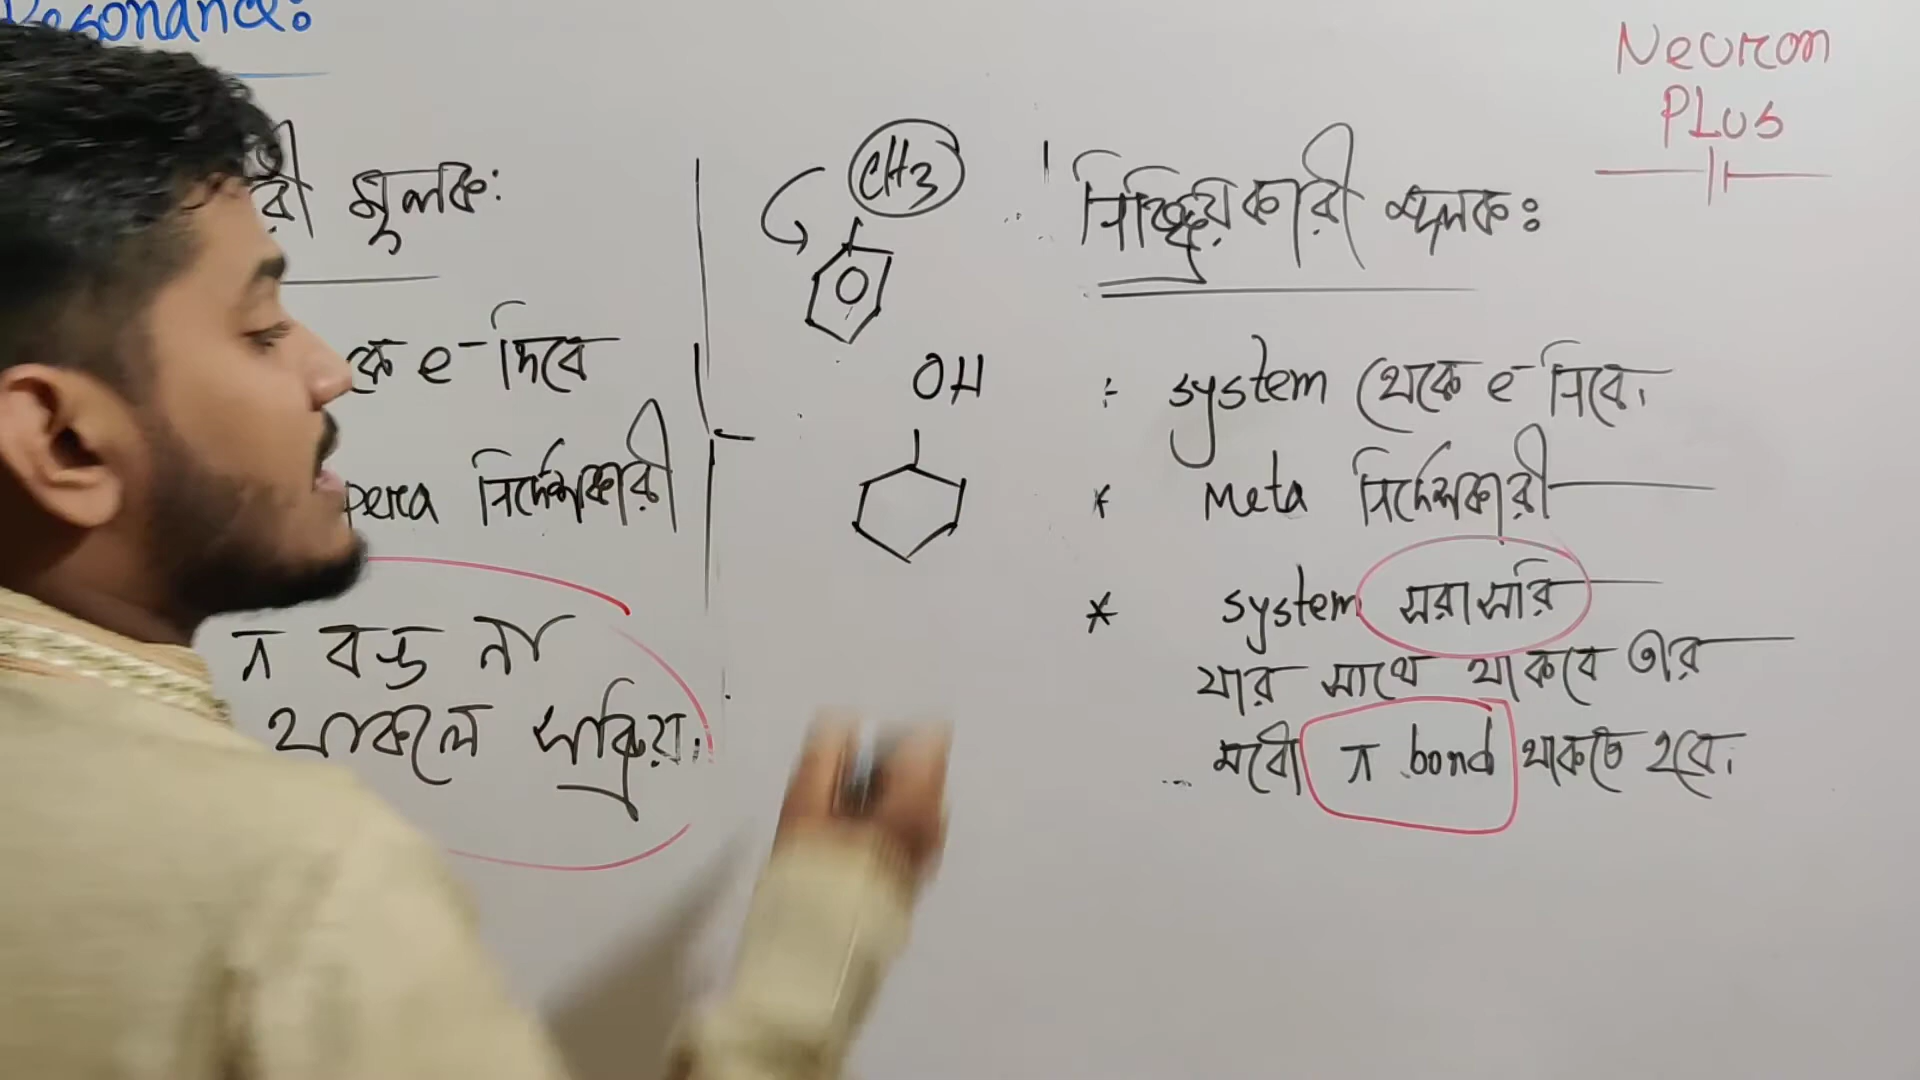 Resonance:
Neuron
PLus
রী মূলক:
কে e⁻ দিবে
pera নির্দেশকারী
π বন্ড না
থাকলে সক্রিয়।
CH3
OH
নিষ্ক্রিয়কারী মূলকঃ
: system থেকে e⁻ নিবে।
* Meta নির্দেশকারী
* system সরাসরি
যার সাথে থাকবে তার
মধ্যে π bond থাকতে হবে।